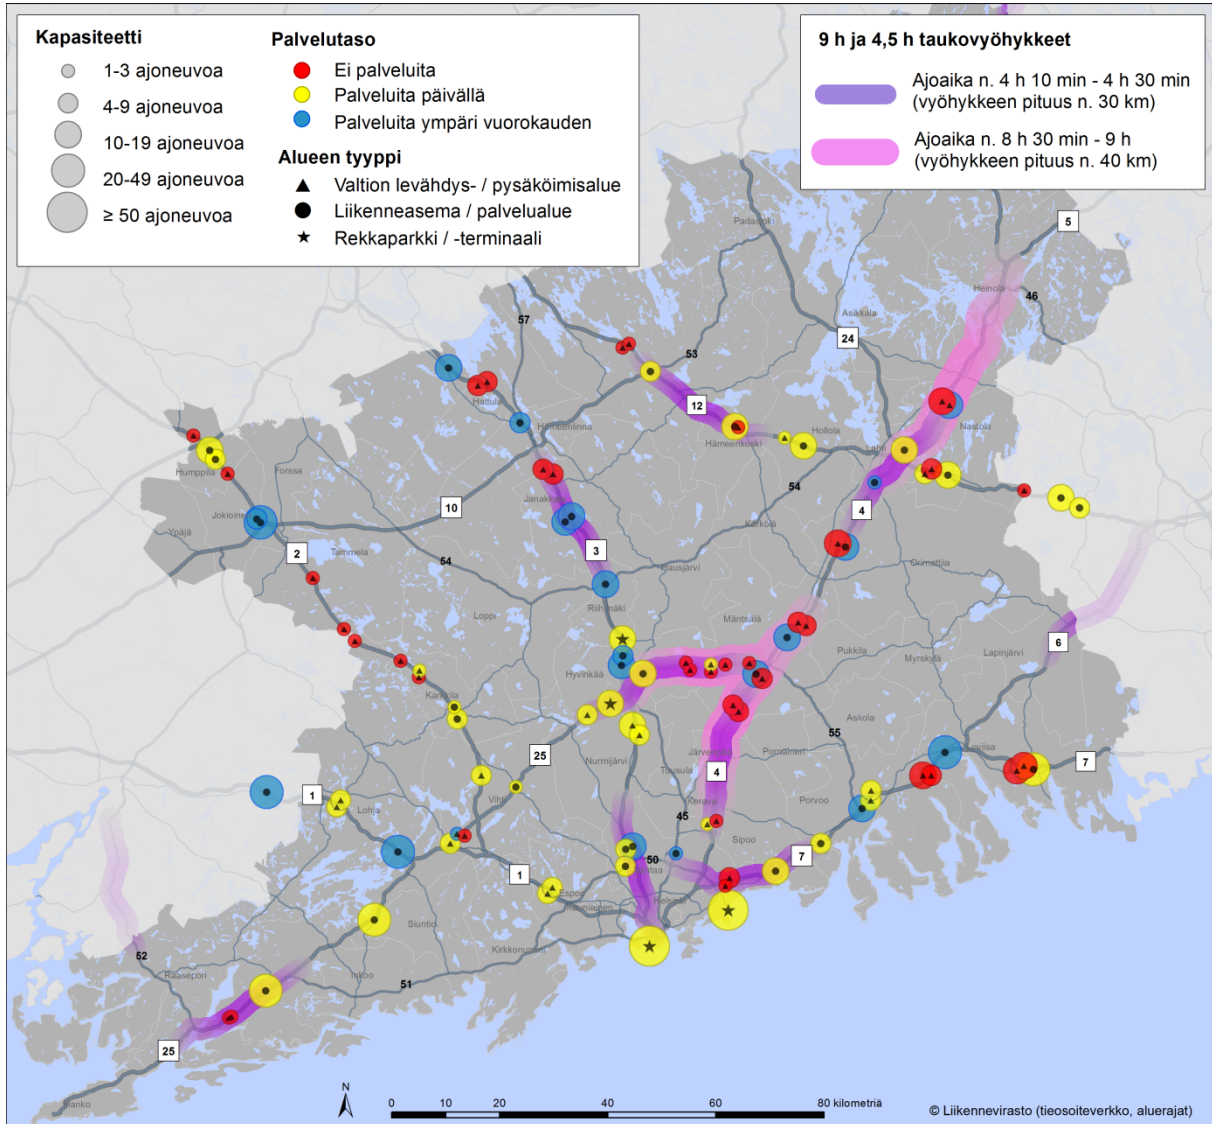 Kapasiteetti
1-3 ajoneuvoa
4-9 ajoneuvoa
10-19 ajoneuvoa
20-49 ajoneuvoa
≥ 50 ajoneuvoa
Palvelutaso
Ei palveluita
Palveluita päivällä
Palveluita ympäri vuorokauden
Alueen tyyppi
Valtion levähdys- / pysäköimisalue
Liikenneasema / palvelualue
Rekkaparkki / -terminaali
9 h ja 4,5 h taukovyöhykkeet
Ajoaika n. 4 h 10 min - 4 h 30 min
(vyöhykkeen pituus n. 30 km)
Ajoaika n. 8 h 30 min - 9 h
(vyöhykkeen pituus n. 40 km)
Padasjoki
5
Heinola
46
57
Asikkala
24
53
Hattula
12
Hämeenlinna
Hämeenkoski
Hollola
Lahti
Nastola
Humppila
Forssa
Janakkala
54
10
4
Jokioinen
Ypäjä
Kärkölä
2
Tammela
3
54
Hausjärvi
Orimattila
Riihimäki
Loppi
Mäntsälä
Pukkila
Myrskylä
Lapinjärvi
6
Hyvinkää
Karkkila
Askola
55
25
Nurmijärvi
Järvenpää
Pornainen
Loviisa
7
Tuusula
4
1
Lohja
Vihti
Kerava
Porvoo
45
Sipoo
50
7
1
Espoo
Helsinki
Siuntio
Kirkkonummi
52
Raasepori
Inkoo
51
25
Hanko
N
0 10 20 40 60 80 kilometriä
© Liikennevirasto (tieosoiteverkko, aluerajat)